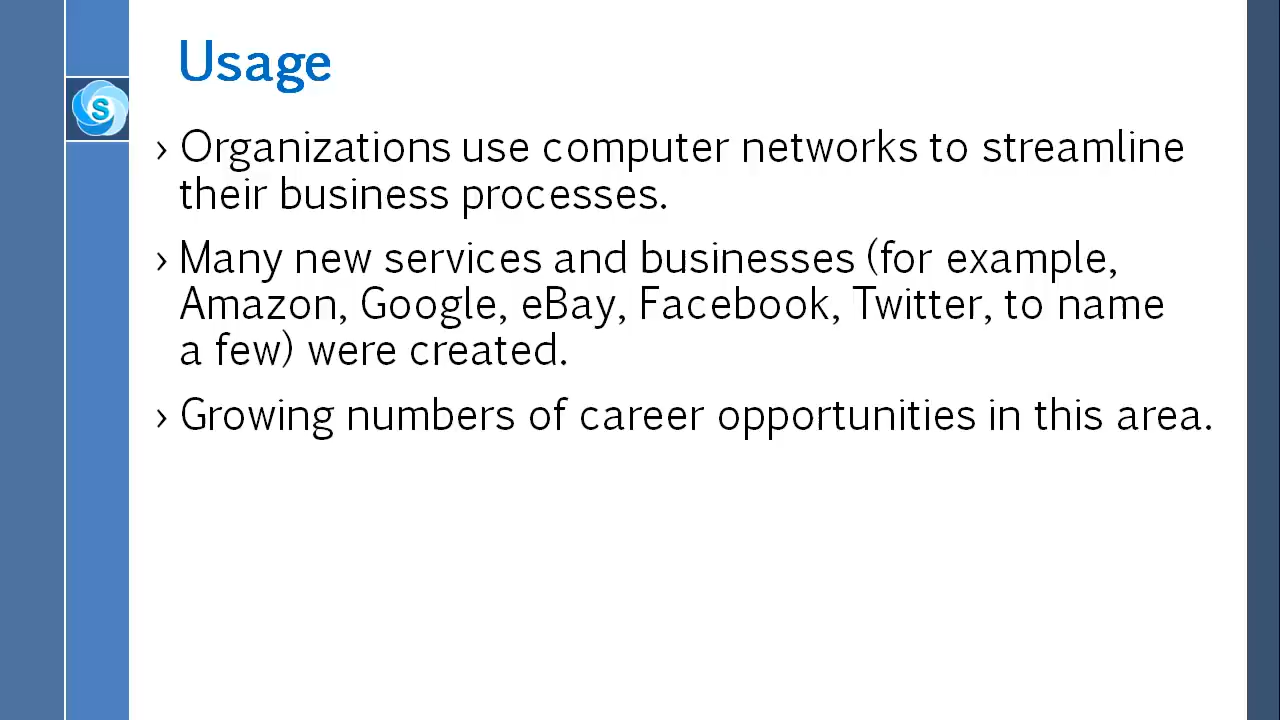 Usage
S
› Organizations use computer networks to streamline
their business processes.
› Many new services and businesses (for example,
Amazon, Google, eBay, Facebook, Twitter, to name
a few) were created.
› Growing numbers of career opportunities in this area.